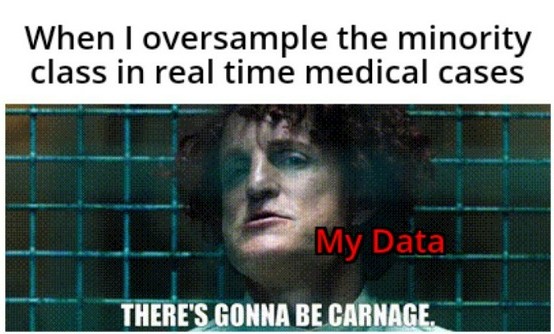 When I oversample the minority
class in real time medical cases
My Data
THERE'S GONNA BE CARNAGE.